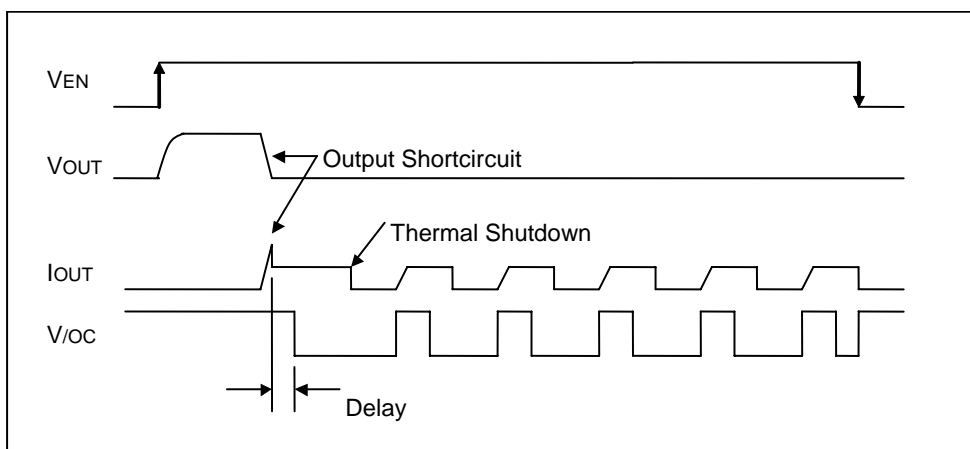 VEN
VOUT
Output Shortcircuit
Thermal Shutdown
IOUT
V/OC
Delay